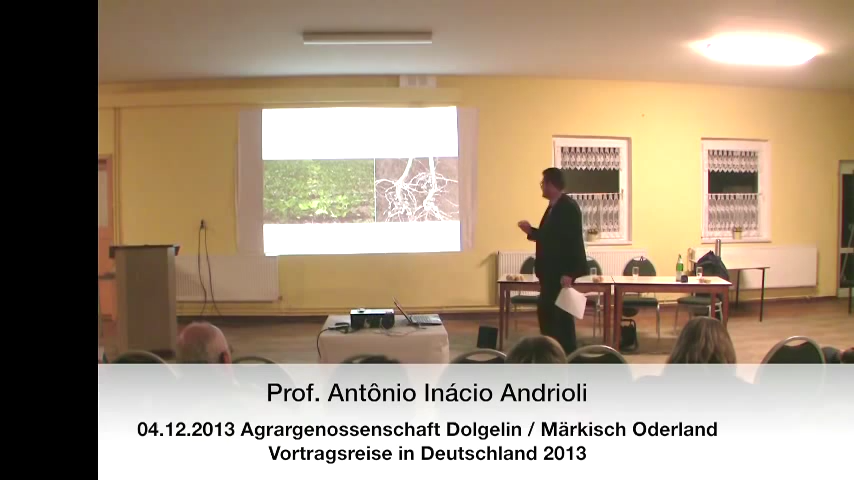 Prof. Antônio Inácio Andrioli
04.12.2013 Agrargenossenschaft Dolgelin / Märkisch Oderland
Vortragsreise in Deutschland 2013